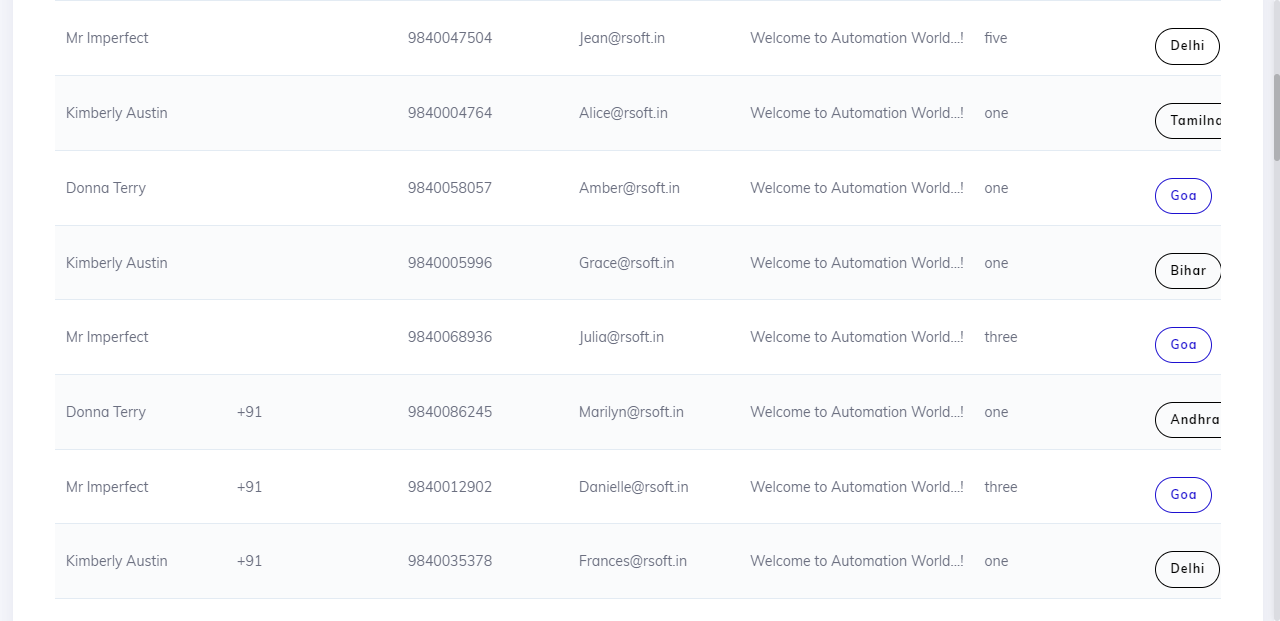 Mr Imperfect 9840047504 Jean@rsoft.in Welcome to Automation World...! five Delhi
Kimberly Austin 9840004764 Alice@rsoft.in Welcome to Automation World...! one
Donna Terry 9840058057 Amber@rsoft.in Welcome to Automation World...! one Goa
Kimberly Austin 9840005996 Grace@rsoft.in Welcome to Automation World...! one Bihar
Mr Imperfect 9840068936 Julia@rsoft.in Welcome to Automation World...! three Goa
Donna Terry +91 9840086245 Marilyn@rsoft.in Welcome to Automation World...! one Andhra
Mr Imperfect +91 9840012902 Danielle@rsoft.in Welcome to Automation World...! three Goa
Kimberly Austin +91 9840035378 Frances@rsoft.in Welcome to Automation World...! one Delhi